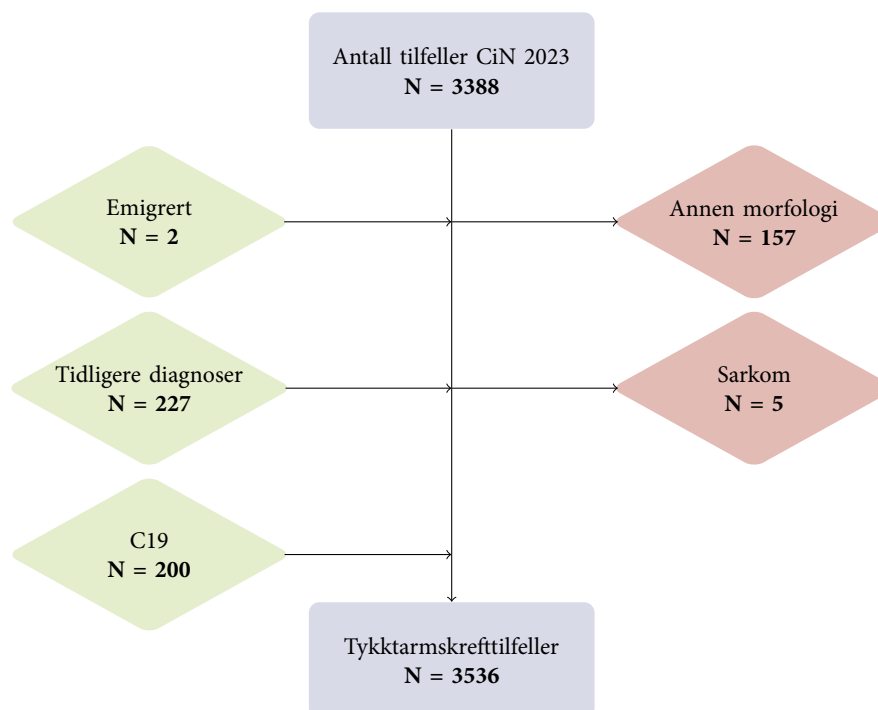 Antall tilfeller CiN 2023
N = 3388
Emigrert
N = 2
Annen morfologi
N = 157
Tidligere diagnoser
N = 227
Sarkom
N = 5
C19
N = 200
Tykktarmskrefttilfeller
N = 3536